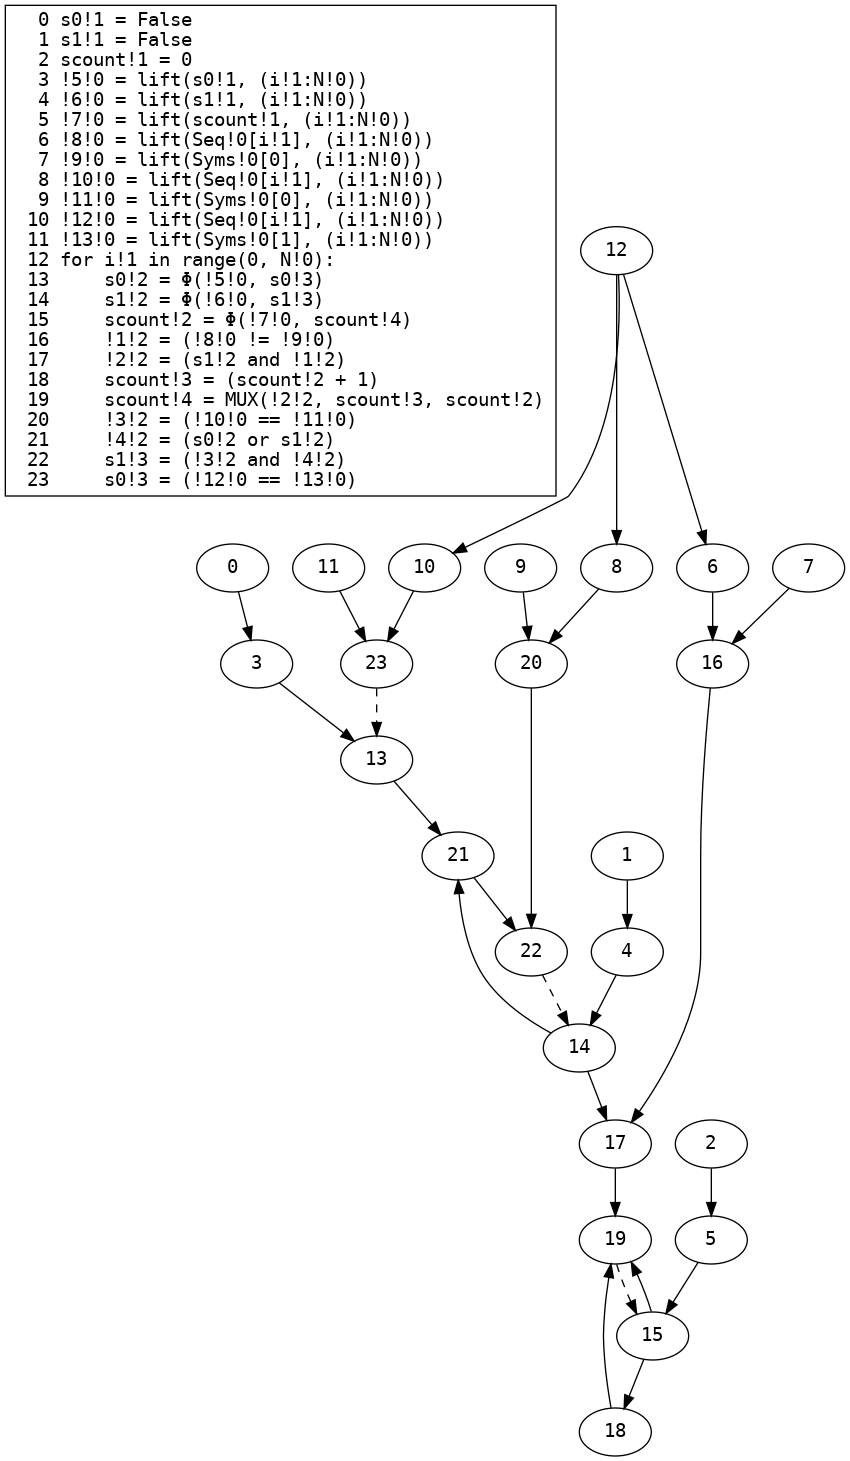 0 s0!1 = False
1 s1!1 = False
2 scount!1 = 0
3 !5!0 = lift(s0!1, (i!1:N!0))
4 !6!0 = lift(s1!1, (i!1:N!0))
5 !7!0 = lift(scount!1, (i!1:N!0))
6 !8!0 = lift(Seq!0[i!1], (i!1:N!0))
7 !9!0 = lift(Syms!0[0], (i!1:N!0))
8 !10!0 = lift(Seq!0[i!1], (i!1:N!0))
9 !11!0 = lift(Syms!0[0], (i!1:N!0))
10 !12!0 = lift(Seq!0[i!1], (i!1:N!0))
11 !13!0 = lift(Syms!0[1], (i!1:N!0))
12 for i!1 in range(0, N!0):
13     s0!2 = Φ(!5!0, s0!3)
14     s1!2 = Φ(!6!0, s1!3)
15     scount!2 = Φ(!7!0, scount!4)
16     !1!2 = (!8!0 != !9!0)
17     !2!2 = (s1!2 and !1!2)
18     scount!3 = (scount!2 + 1)
19     scount!4 = MUX(!2!2, scount!3, scount!2)
20     !3!2 = (!10!0 == !11!0)
21     !4!2 = (s0!2 or s1!2)
22     s1!3 = (!3!2 and !4!2)
23     s0!3 = (!12!0 == !13!0)
12
0 11 10 9 8 6 7
3 23 20 16
13
21 1
22 4
14
17 2
19 5
15
18